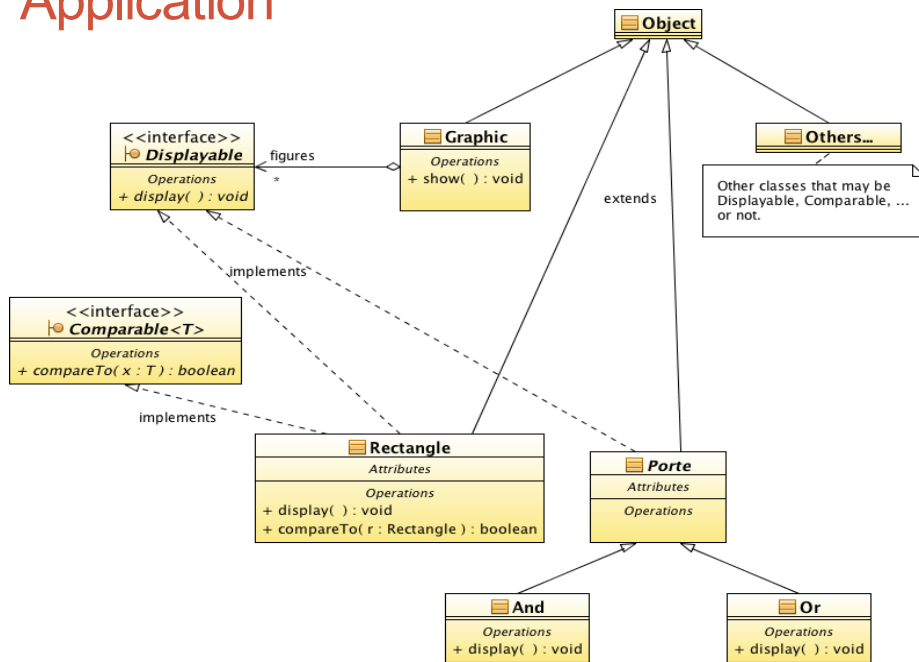 Application
Object
<<interface>>
Displayable
Operations
+ display( ) : void
figures
*
Graphic
Operations
+ show( ) : void
Others...
Other classes that may be
Displayable, Comparable, ...
or not.
extends
implements
<<interface>>
Comparable<T>
Operations
+ compareTo( x : T ) : boolean
implements
Rectangle
Attributes
Operations
+ display( ) : void
+ compareTo( r : Rectangle ) : boolean
Porte
Attributes
Operations
And
Operations
+ display( ) : void
Or
Operations
+ display( ) : void